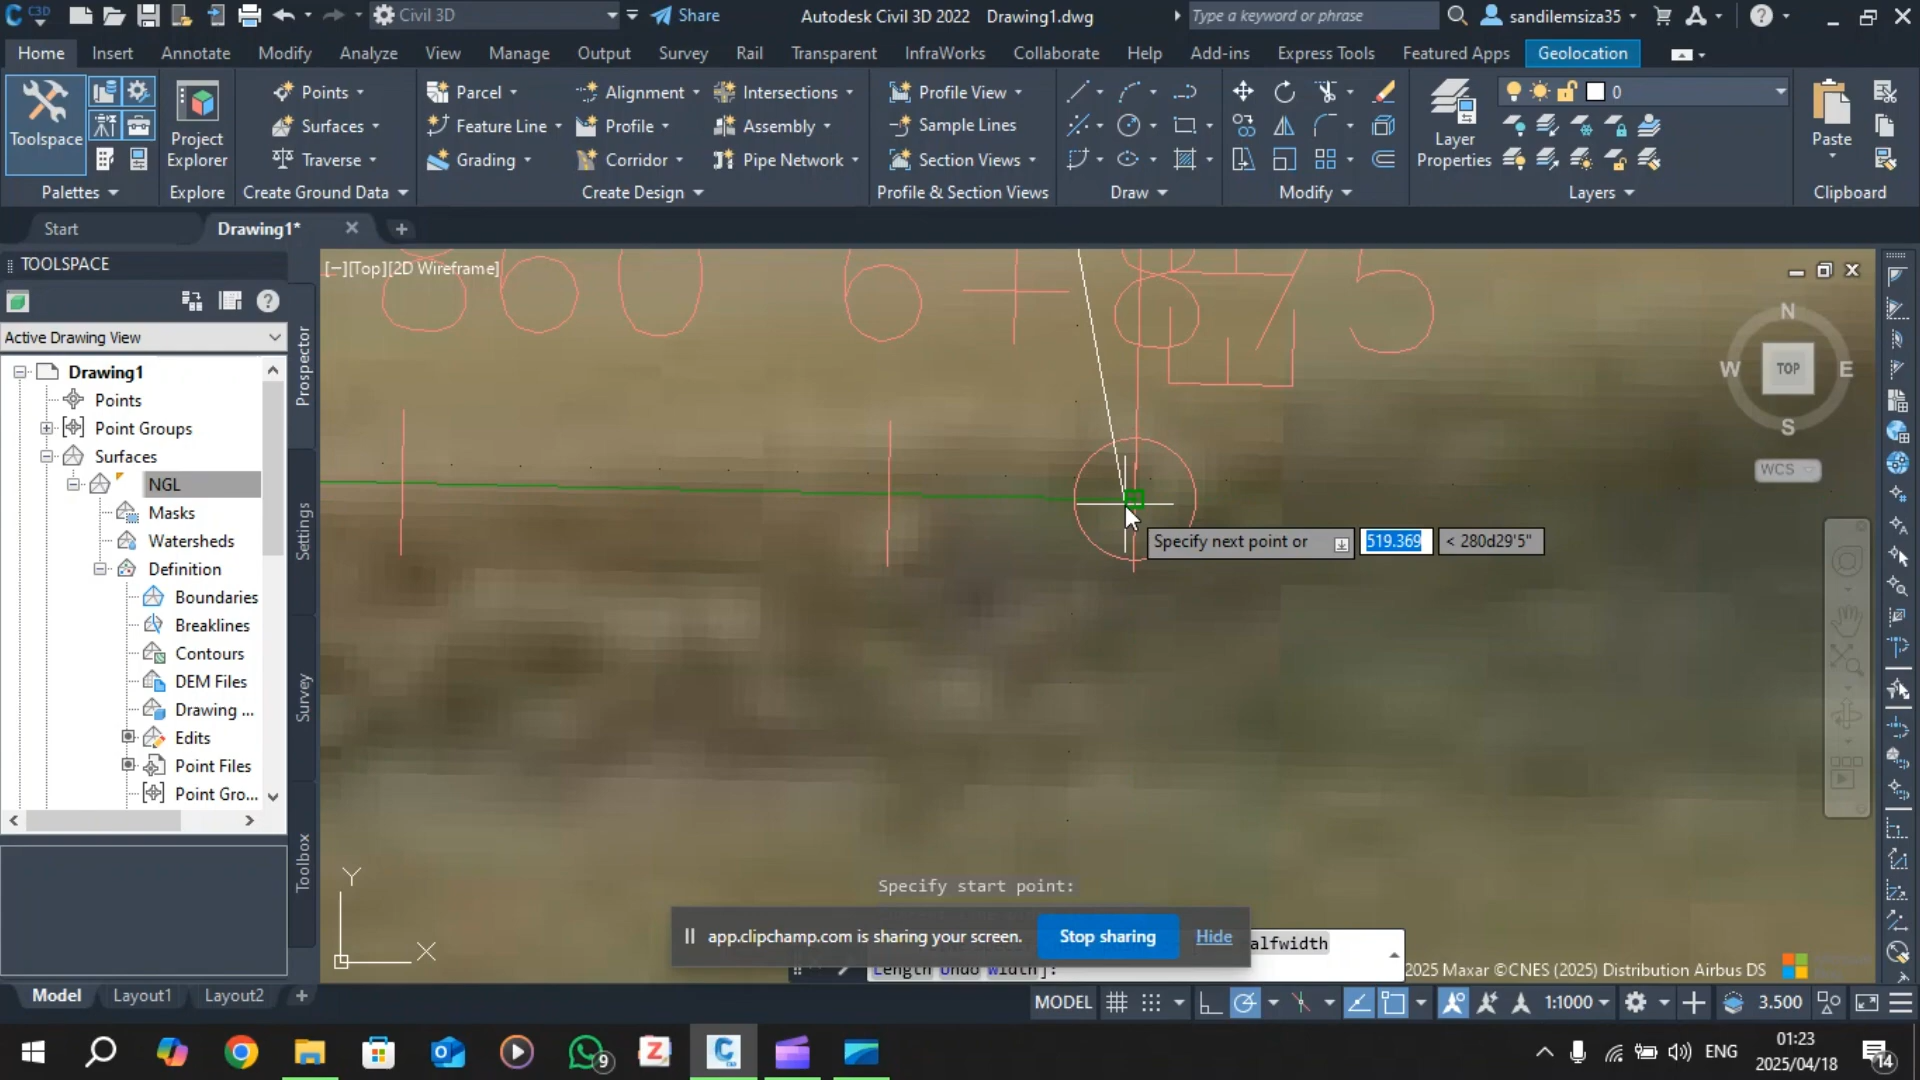 C3D
Civil 3D
Share
Autodesk Civil 3D 2022 Drawing1.dwg
Type a keyword or phrase
sandilemsiza35
Home Insert Annotate Modify Analyze View Manage Output Survey Rail Transparent InfraWorks Collaborate Help Add-ins Express Tools Featured Apps Geolocation
Toolspace
Project Explorer
Points
Surfaces
Traverse
Parcel
Feature Line
Grading
Alignment
Profile
Corridor
Intersections
Assembly
Pipe Network
Profile View
Sample Lines
Section Views
Layer Properties
0
Paste
Palettes Explore Create Ground Data Create Design Profile & Section Views Draw Modify Layers Clipboard
Start Drawing1*
TOOLSPACE
Active Drawing View
Drawing1
Points
Point Groups
Surfaces
NGL
Masks
Watersheds
Definition
Boundaries
Breaklines
Contours
DEM Files
Drawing ...
Edits
Point Files
Point Gro...
Prospector
Settings
Survey
Toolbox
[−][Top][2D Wireframe]
860 6+875
N
W TOP E
S
WCS
Specify next point or 519.369 < 280d29'5"
Y
X
Specify start point:
alfwidth
Length Undo Width]:
app.clipchamp.com is sharing your screen. Stop sharing Hide
2025 Maxar ©CNES (2025) Distribution Airbus DS
Model Layout1 Layout2
MODEL 1:1000 3.500
9
ENG
01:23
2025/04/18
14